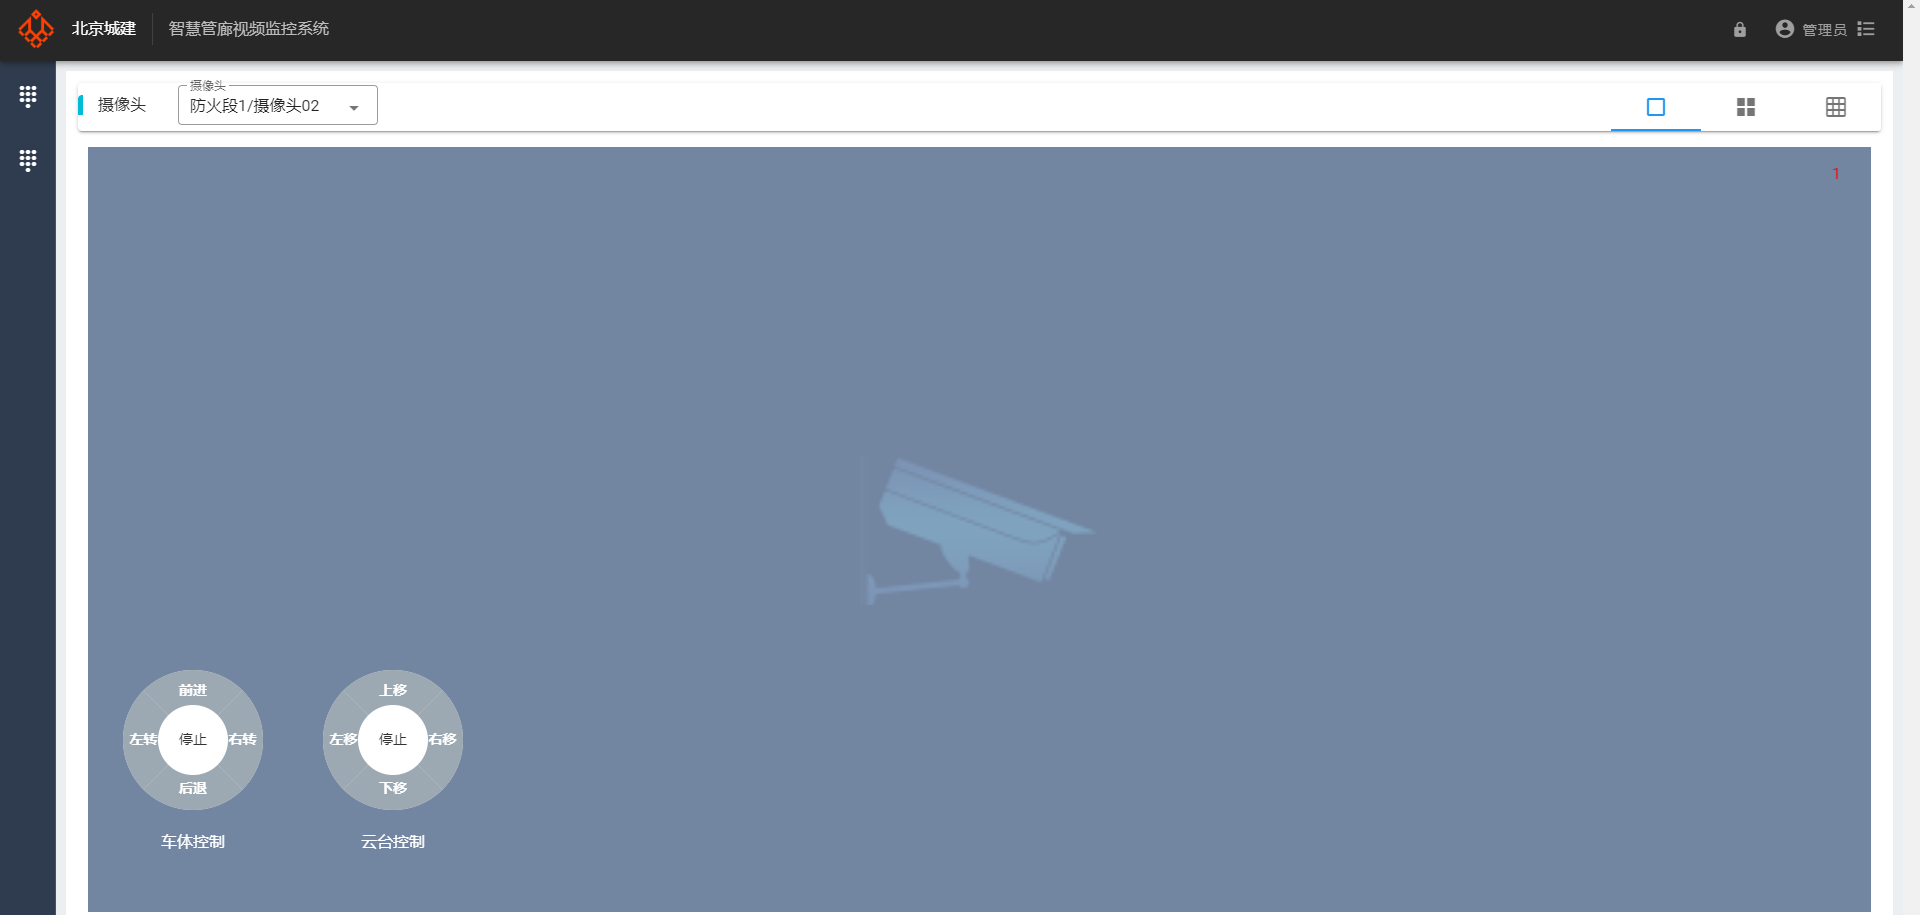 北京城建 智慧管廊视频监控系统 管理员
摄像头
摄像头 防火段1/摄像头02
1
前进 上移
左转 停止 右转 左移 停止 右移
后退 下移
车体控制 云台控制